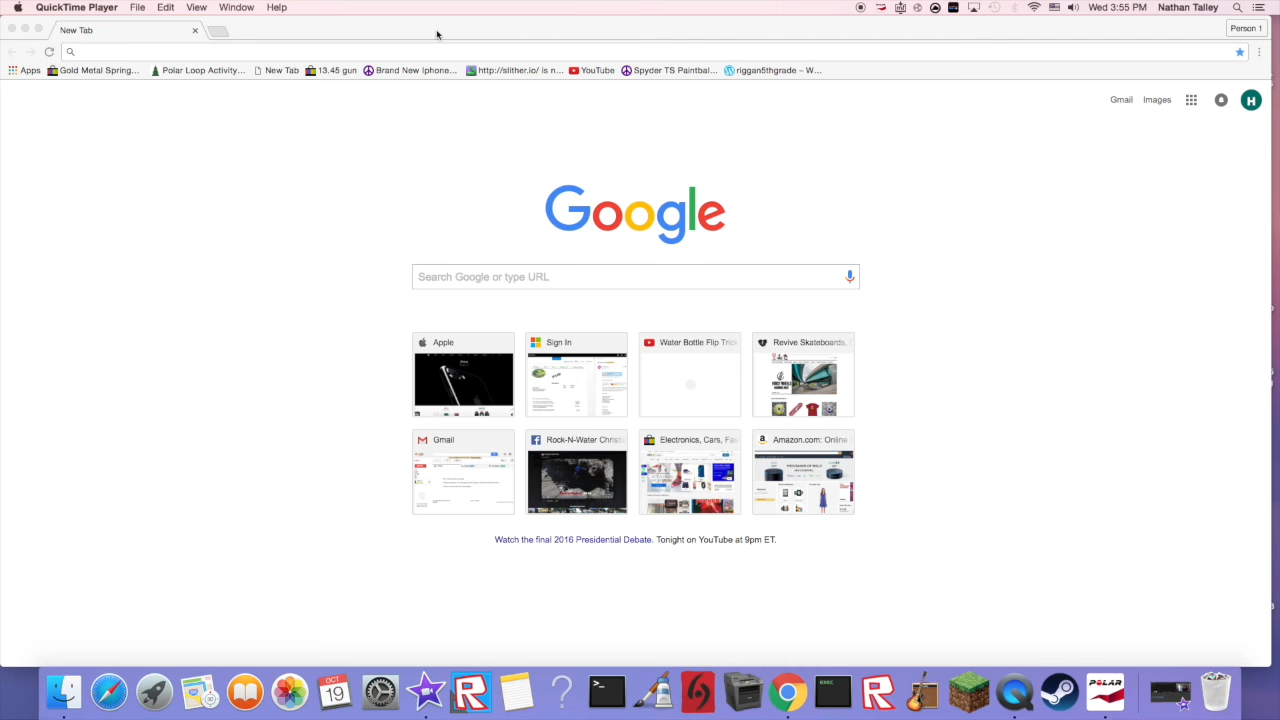 QuickTime Player File Edit View Window Help Wed 3:55 PM Nathan Talley
New Tab Person 1
Apps Gold Metal Spring... Polar Loop Activity... New Tab 13.45 gun Brand New Iphone... http://slither.io/ is n... YouTube Spyder TS Paintbal... riggan5thgrade – W...
Gmail Images H
Google
Search Google or type URL
Apple Sign In Water Bottle Flip Trick Revive Skateboards,
Gmail Rock-N-Water Christ Electronics, Cars, Fas Amazon.com: Online
Watch the final 2016 Presidential Debate. Tonight on YouTube at 9pm ET.
OCT
19
exec
POLAR